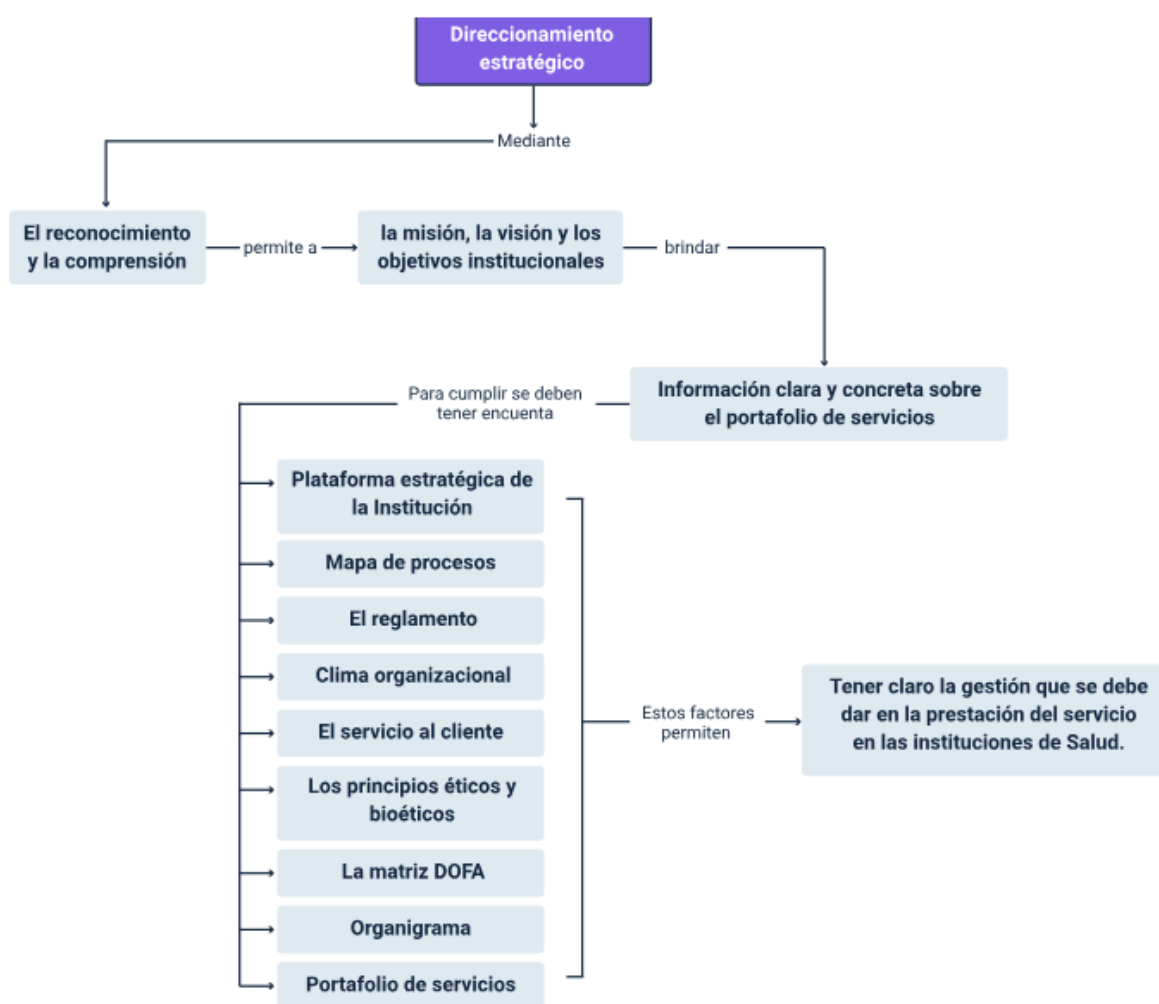 Direccionamiento
estratégico
Mediante
El reconocimiento
y la comprensión
permite a
la misión, la visión y los
objetivos institucionales
brindar
Información clara y concreta sobre
el portafolio de servicios
Para cumplir se deben
tener encuenta
Plataforma estratégica de
la Institución
Mapa de procesos
El reglamento
Clima organizacional
El servicio al cliente
Los principios éticos y
bioéticos
La matriz DOFA
Organigrama
Portafolio de servicios
Estos factores
permiten
Tener claro la gestión que se debe
dar en la prestación del servicio
en las instituciones de Salud.